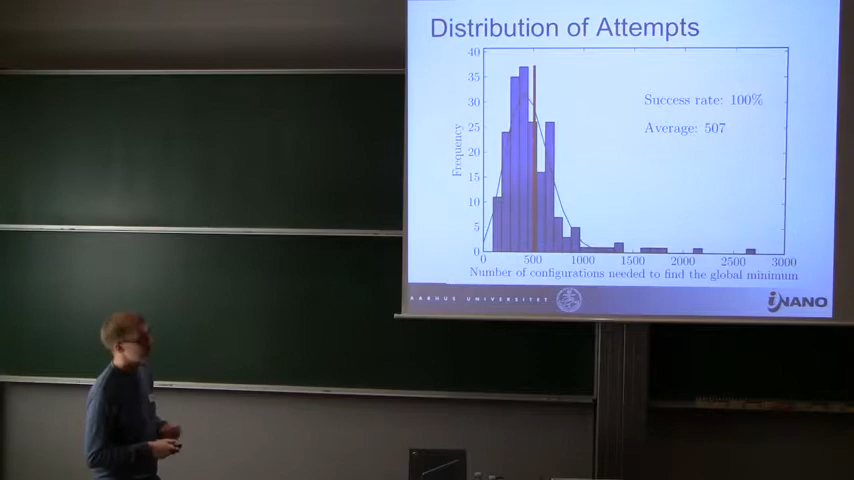 Distribution of Attempts
40
35
30
25
20
15
10
5
0
Frequency
Success rate: 100%
Average: 507
0 500 1000 1500 2000 2500 3000
Number of configurations needed to find the global minimum
AARHUS UNIVERSITET
iNANO